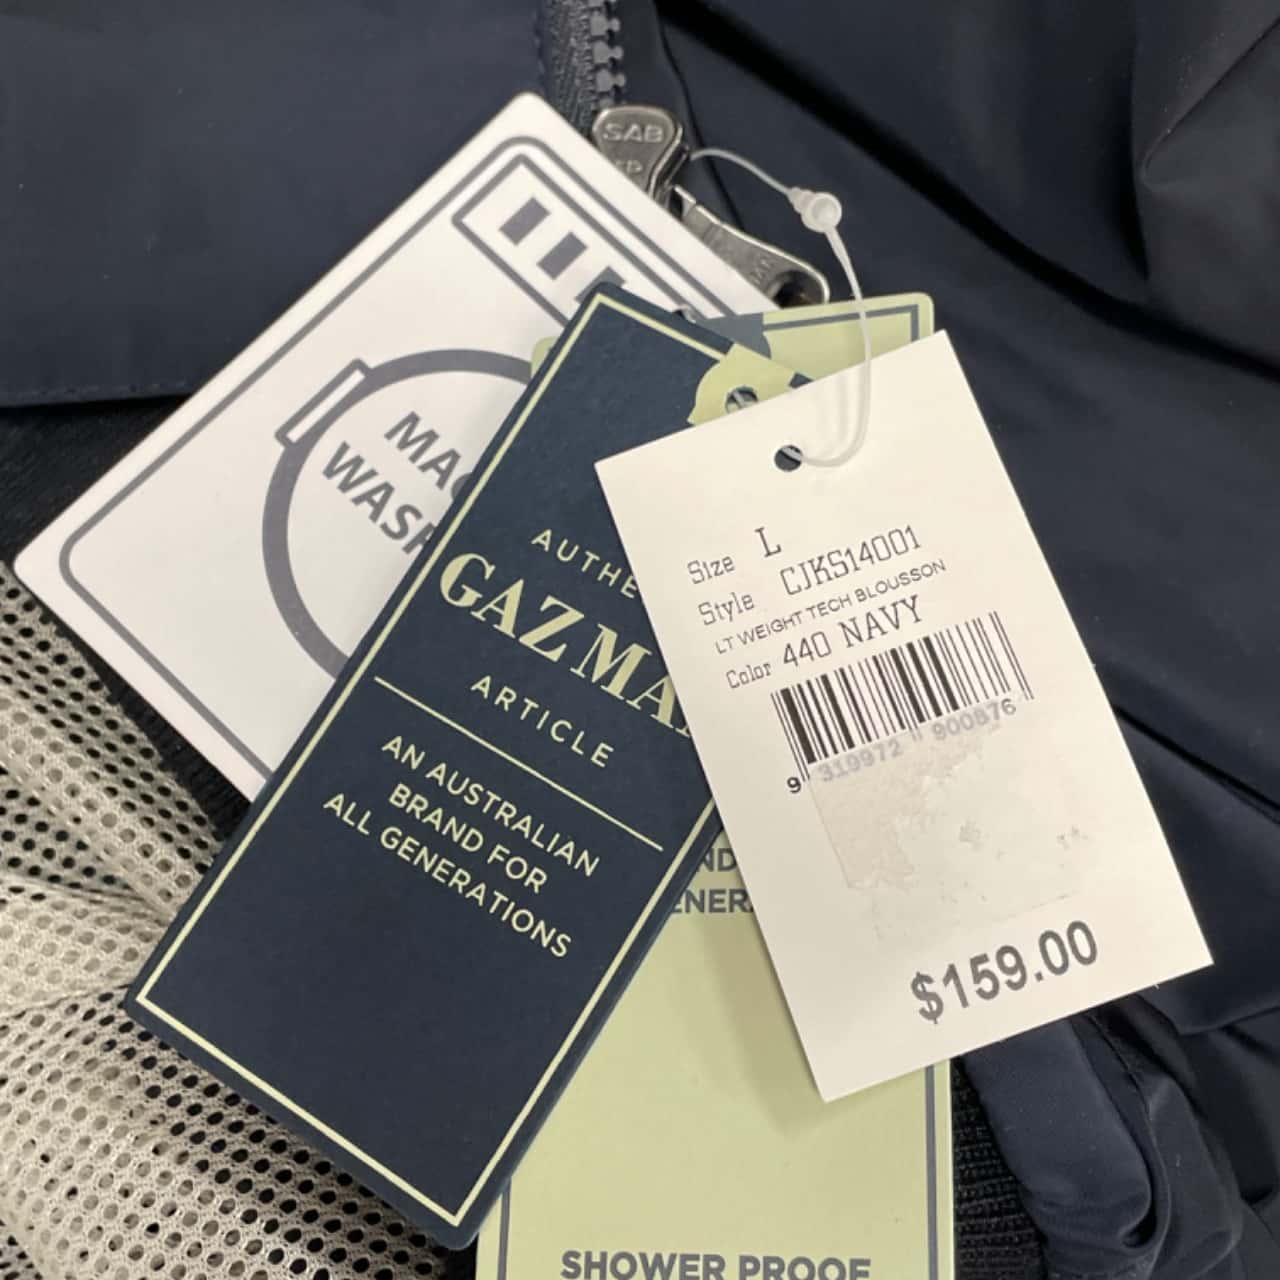 SAB
MAC
WASH
AUTHE
GAZMA
ARTICLE
AN AUSTRALIAN
BRAND FOR
ALL GENERATIONS
Size L
Style CJKS14001
LT WEIGHT TECH BLOUSSON
Color 440 NAVY
9 319972 900876
$159.00
ND
ENER
SHOWER PROOF